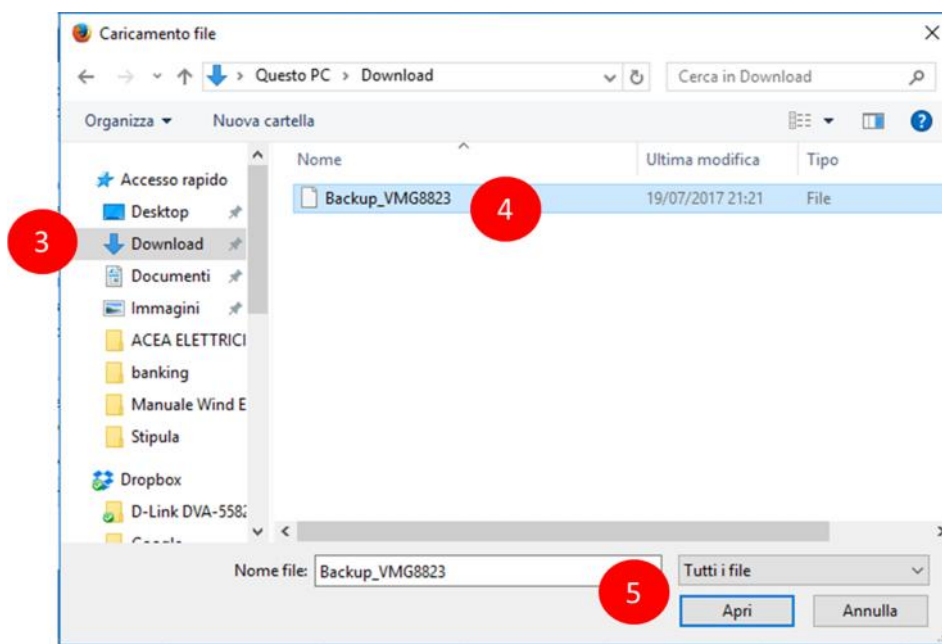 Caricamento file
Questo PC > Download
Cerca in Download
Organizza
Nuova cartella
Nome
Ultima modifica
Tipo
Accesso rapido
Desktop
Download
Documenti
Immagini
ACEA ELETTRICI
banking
Manuale Wind E
Stipula
Dropbox
D-Link DVA-5582
3
Backup_VMG8823
4
19/07/2017 21:21
File
Nome file:
Backup_VMG8823
Tutti i file
5
Apri
Annulla